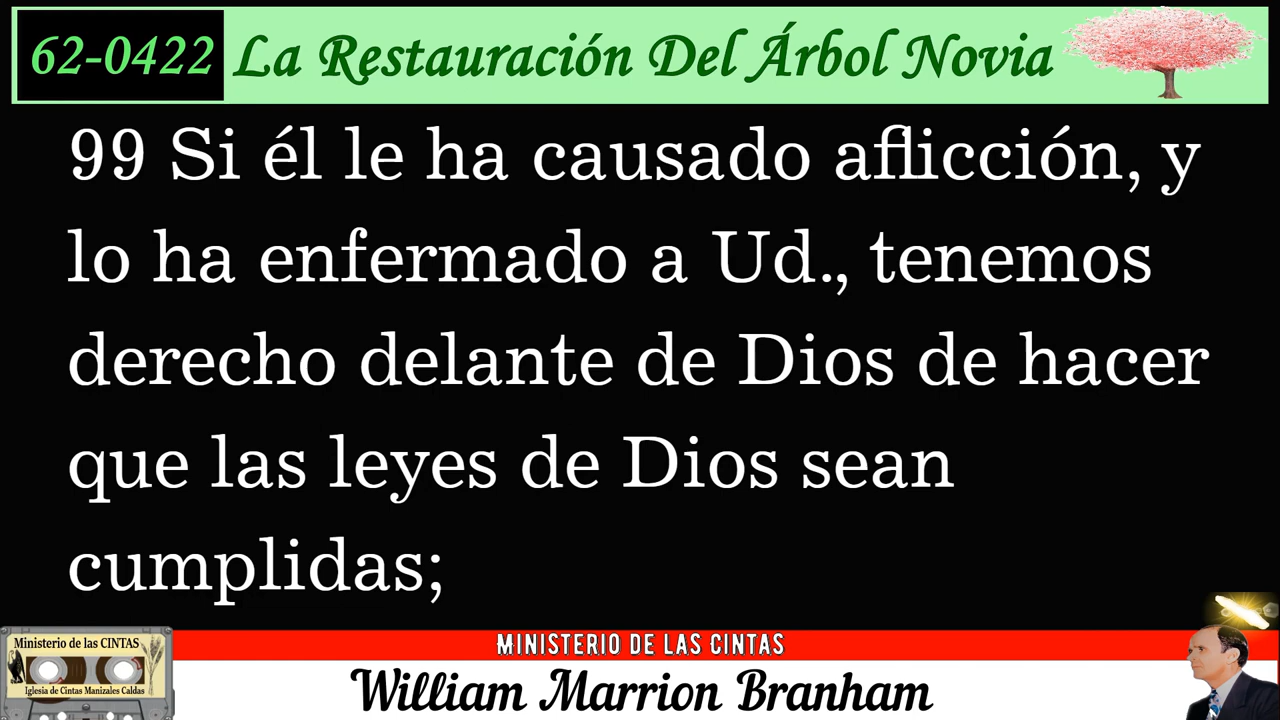 62-0422 La Restauración Del Árbol Novia
99 Si él le ha causado aflicción, y
lo ha enfermado a Ud., tenemos
derecho delante de Dios de hacer
que las leyes de Dios sean
cumplidas;
MINISTERIO DE LAS CINTAS
Ministerio de las CINTAS
Iglesia de Cintas Manizales Caldas
William Marrion Branham